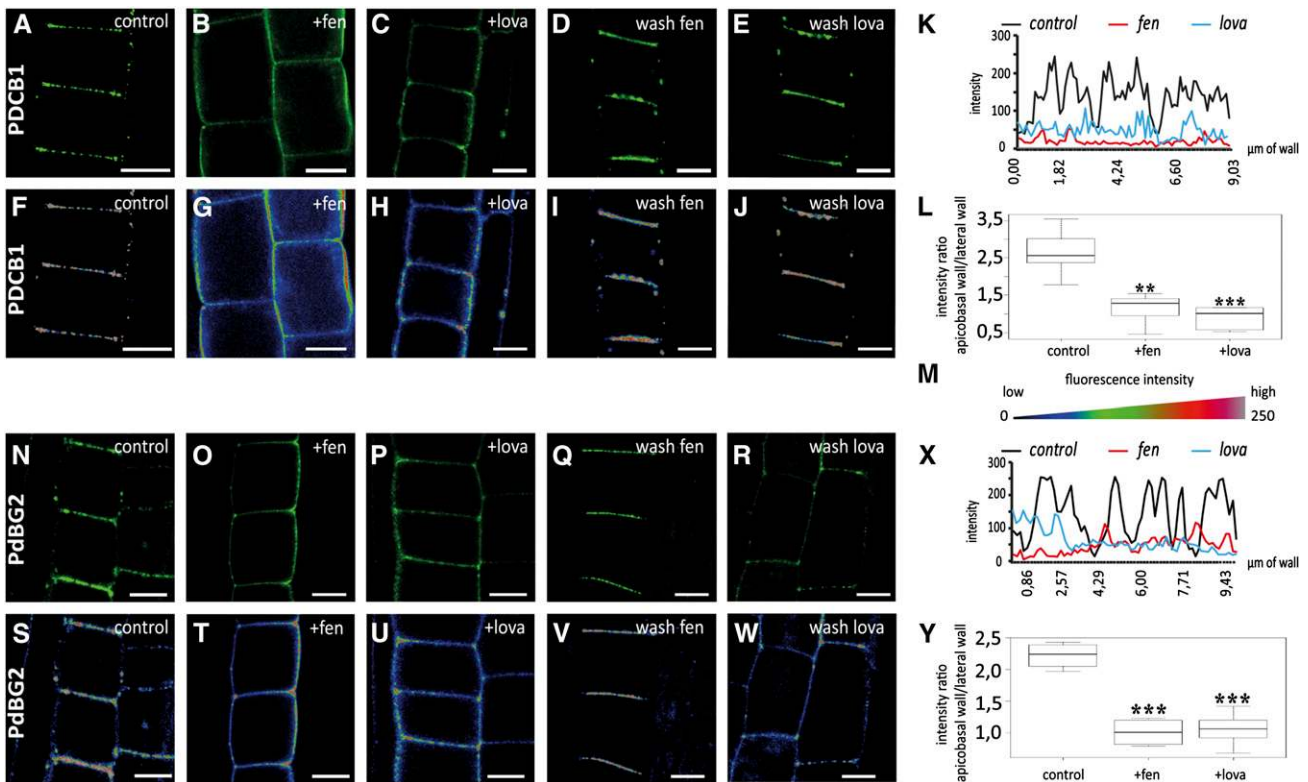 A control
B +fen
C +lova
D wash fen
E wash lova
PDCB1
F control
G +fen
H +lova
I wash fen
J wash lova
PDCB1
K
control fen lova
300
200
100
0
intensity
µm of wall
0,00 1,82 4,24 6,60 9,03
L
3,5
2,5
1,5
0,5
intensity ratio
apicobasal wall/lateral wall
** ***
control +fen +lova
M
fluorescence intensity
low high
0 250
N control
O +fen
P +lova
Q wash fen
R wash lova
PdBG2
S control
T +fen
U +lova
V wash fen
W wash lova
PdBG2
X
control fen lova
300
200
100
0
intensity
µm of wall
0,86 2,57 4,29 6,00 7,71 9,43
Y
2,5
2,0
1,5
1,0
intensity ratio
apicobasal wall/lateral wall
*** ***
control +fen +lova